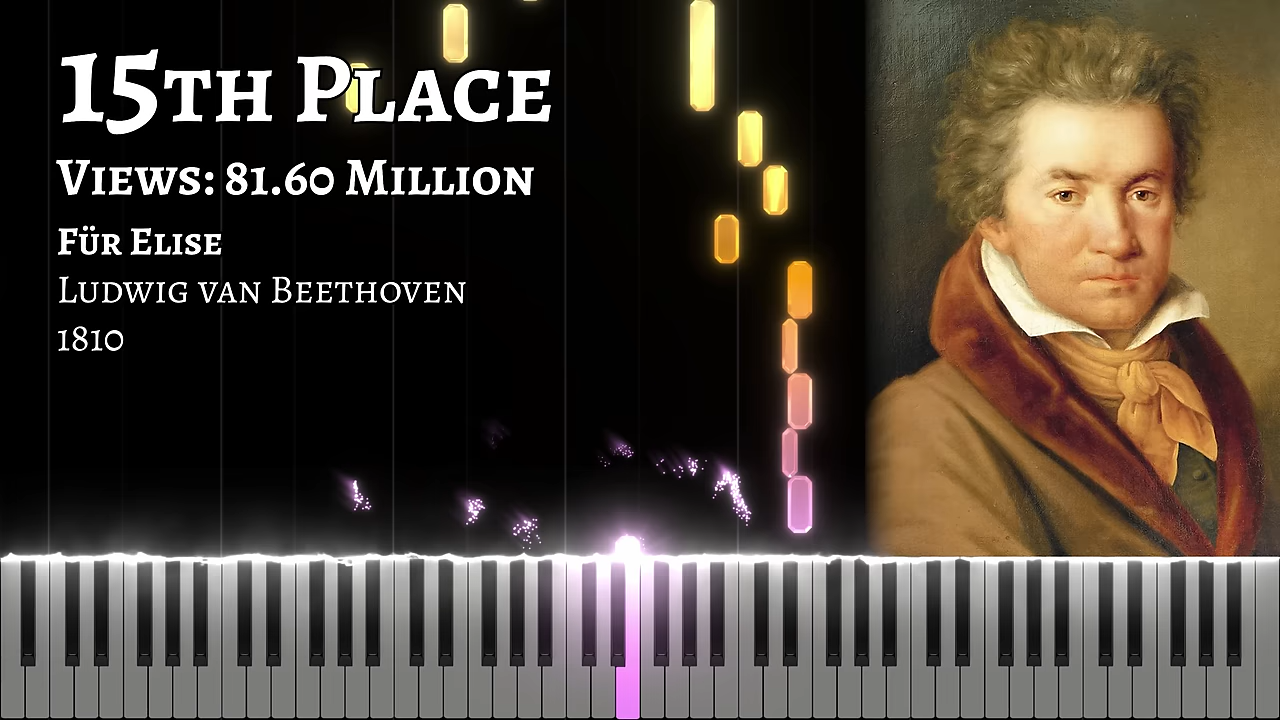 15th Place
Views: 81.60 Million
Für Elise
Ludwig van Beethoven
1810